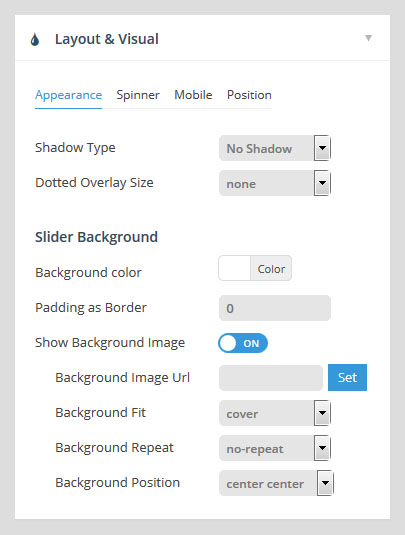 Layout & Visual
Appearance Spinner Mobile Position
Shadow Type No Shadow
Dotted Overlay Size none
Slider Background
Background color Color
Padding as Border 0
Show Background Image ON
Background Image Url Set
Background Fit cover
Background Repeat no-repeat
Background Position center center